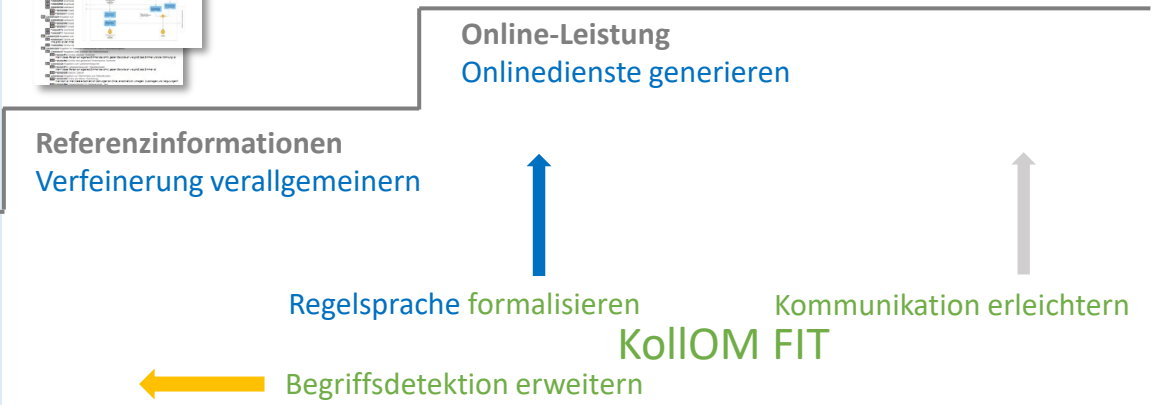 Online-Leistung
Onlinedienste generieren
Referenzinformationen
Verfeinerung verallgemeinern
Regelsprache formalisieren
Kommunikation erleichtern
KollOM FIT
Begriffsdetektion erweitern